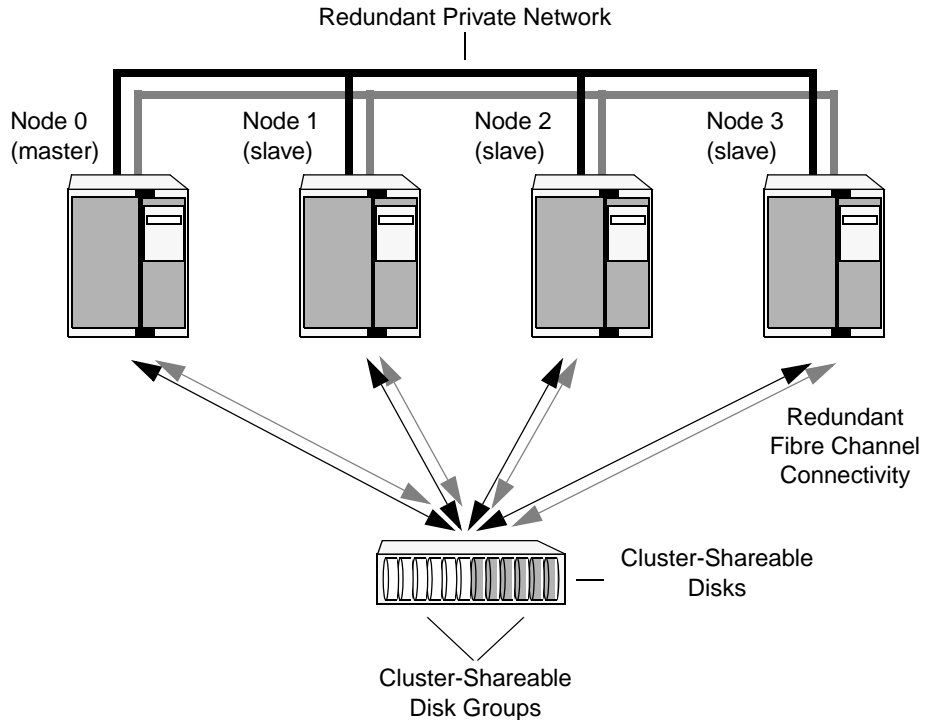 Redundant Private Network
Node 0
(master)
Node 1
(slave)
Node 2
(slave)
Node 3
(slave)
Redundant
Fibre Channel
Connectivity
Cluster-Shareable
Disks
Cluster-Shareable
Disk Groups